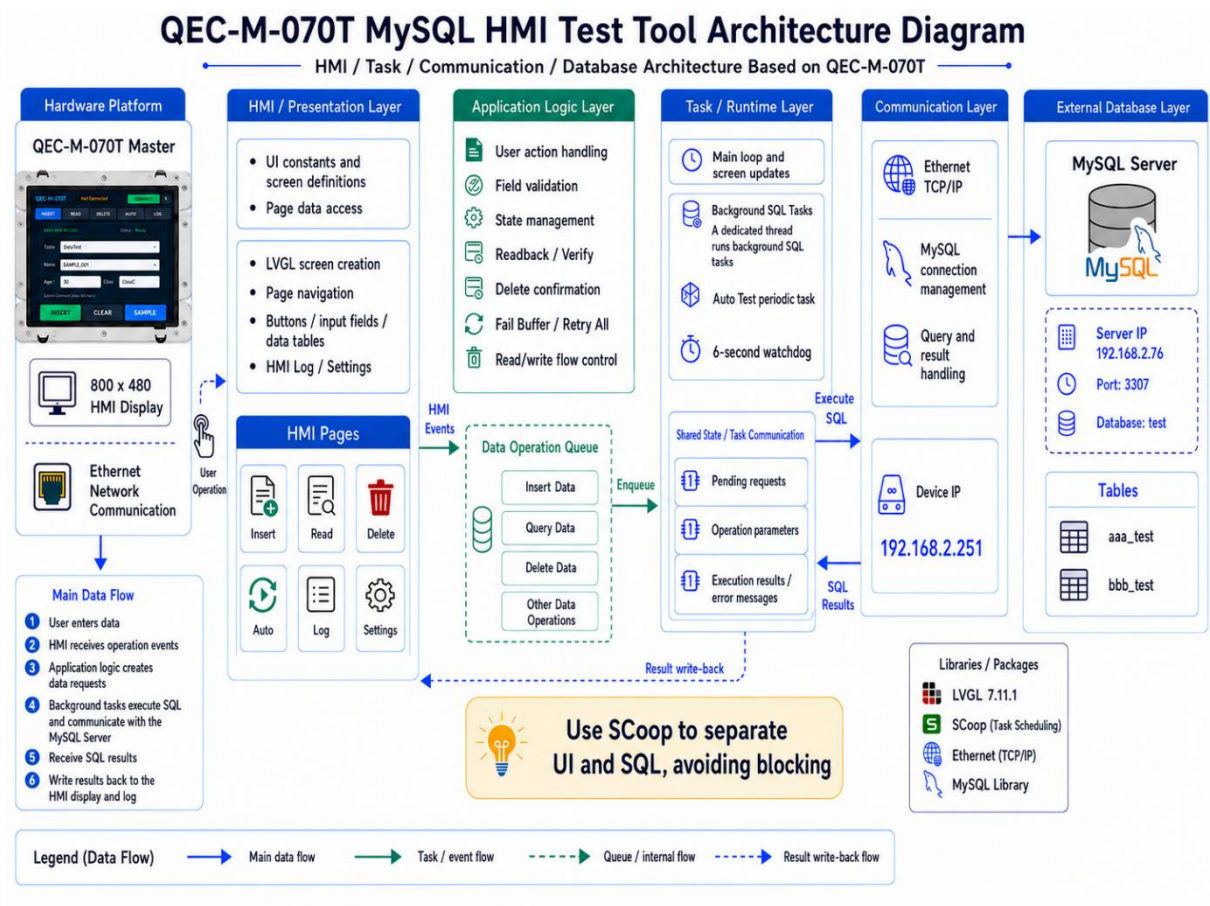 QEC-M-070T MySQL HMI Test Tool Architecture Diagram
HMI / Task / Communication / Database Architecture Based on QEC-M-070T
Hardware Platform
QEC-M-070T Master
QEC-M-070T
Not Connected
CONNECT
INSERT
READ
DELETE
AUTO
LOG
Table
DataTest
Name
SAMPLE_001
Age
30
Class
ClassC
INSERT
CLEAR
SAMPLE
800 x 480
HMI Display
Ethernet
Network
Communication
User
Operation
Main Data Flow
1 User enters data
2 HMI receives operation events
3 Application logic creates
data requests
4 Background tasks execute SQL
and communicate with the
MySQL Server
5 Receive SQL results
6 Write results back to the
HMI display and log
HMI / Presentation Layer
• UI constants and
screen definitions
• Page data access
• LVGL screen creation
• Page navigation
• Buttons / input fields /
data tables
• HMI Log / Settings
HMI Pages
Insert
Read
Delete
Auto
Log
Settings
HMI
Events
Application Logic Layer
User action handling
Field validation
State management
Readback / Verify
Delete confirmation
Fail Buffer / Retry All
Read/write flow control
Data Operation Queue
Insert Data
Query Data
Delete Data
Other Data
Operations
Enqueue
Task / Runtime Layer
Main loop and
screen updates
Background SQL Tasks
A dedicated thread
runs background SQL
tasks
Auto Test periodic task
6-second watchdog
Shared State / Task Communication
Pending requests
Operation parameters
Execution results /
error messages
Result write-back
Execute
SQL
SQL
Results
Communication Layer
Ethernet
TCP/IP
MySQL
connection
management
Query and
result
handling
Device IP
192.168.2.251
External Database Layer
MySQL Server
MySQL
Server IP
192.168.2.76
Port: 3307
Database: test
Tables
aaa_test
bbb_test
Libraries / Packages
LVGL 7.11.1
S SCoop (Task Scheduling)
Ethernet (TCP/IP)
MySQL Library
Use SCoop to separate
UI and SQL, avoiding blocking
Legend (Data Flow)
Main data flow
Task / event flow
Queue / internal flow
Result write-back flow